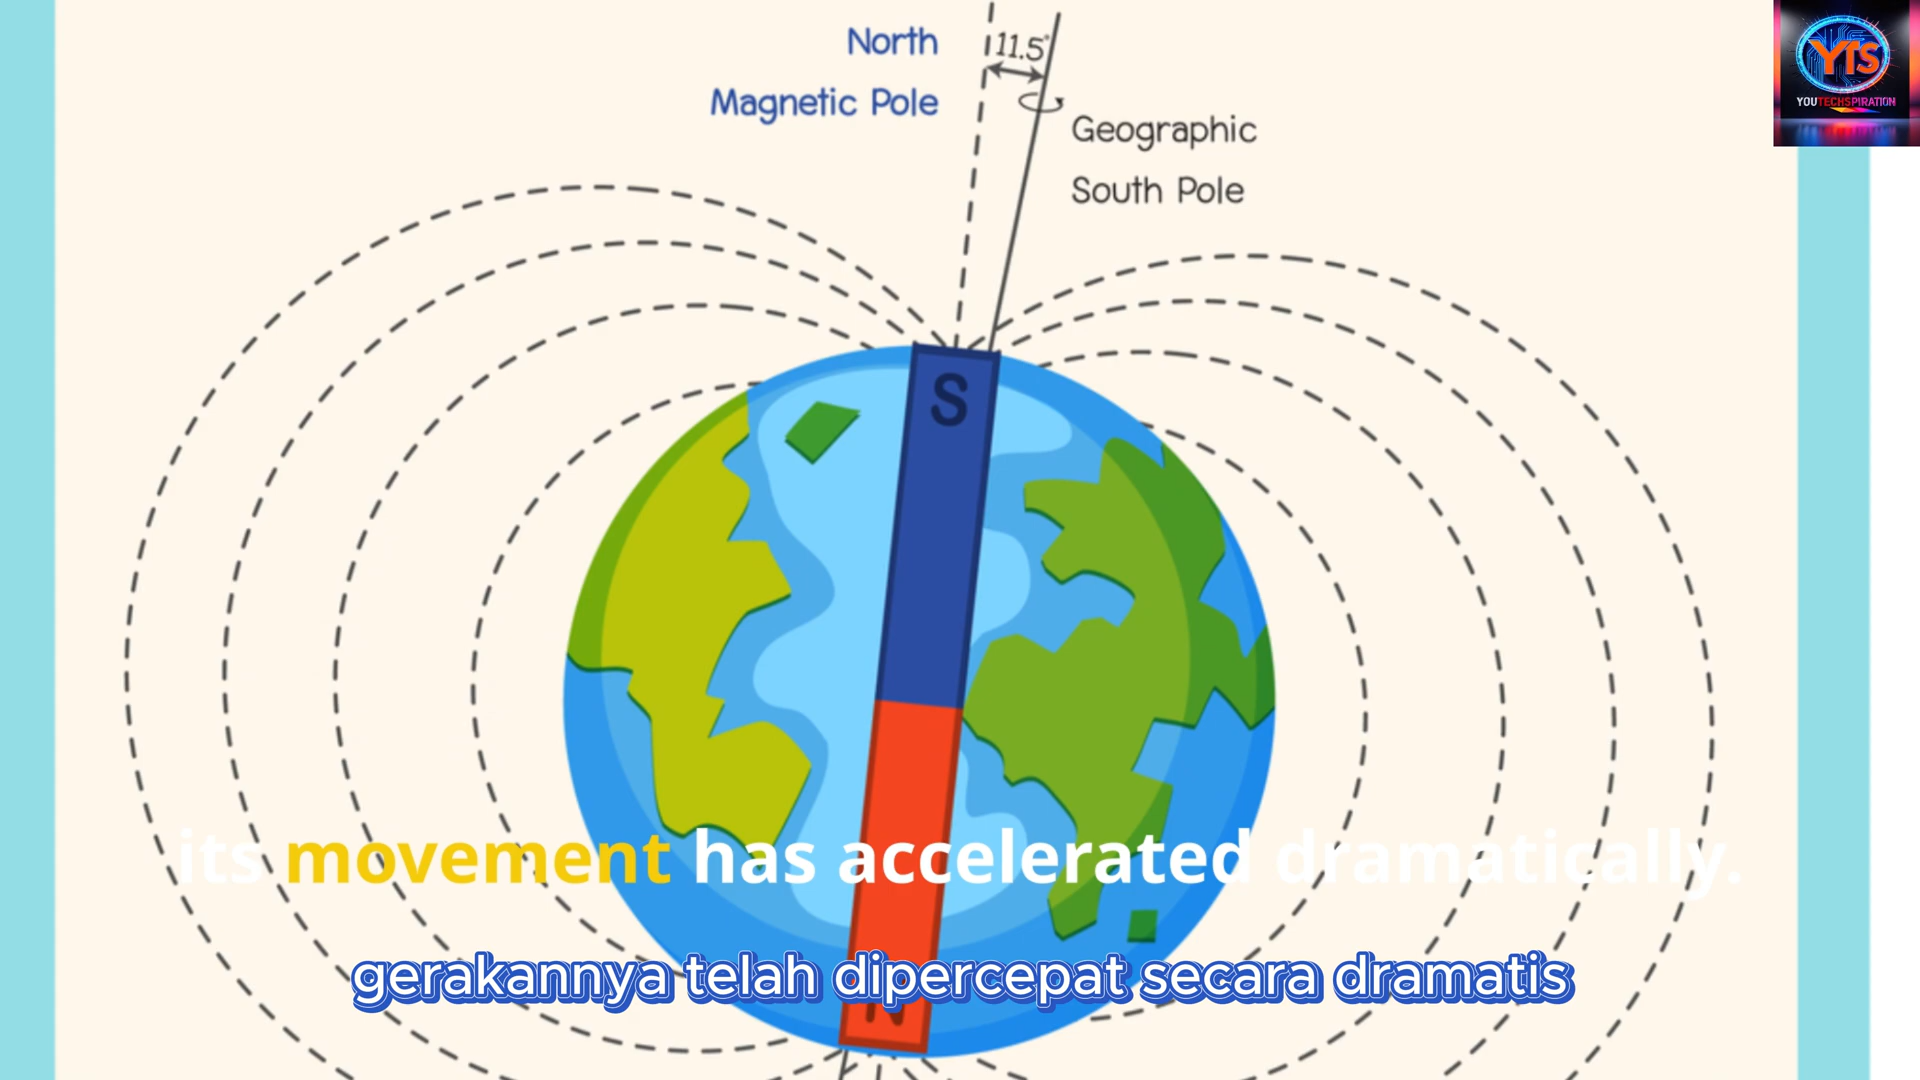 North
Magnetic Pole
11.5°
Geographic
South Pole
YTS
YOUTECHSPIRATION
S
its movement has accelerated dramatically.
gerakannya telah dipercepat secara dramatis
N